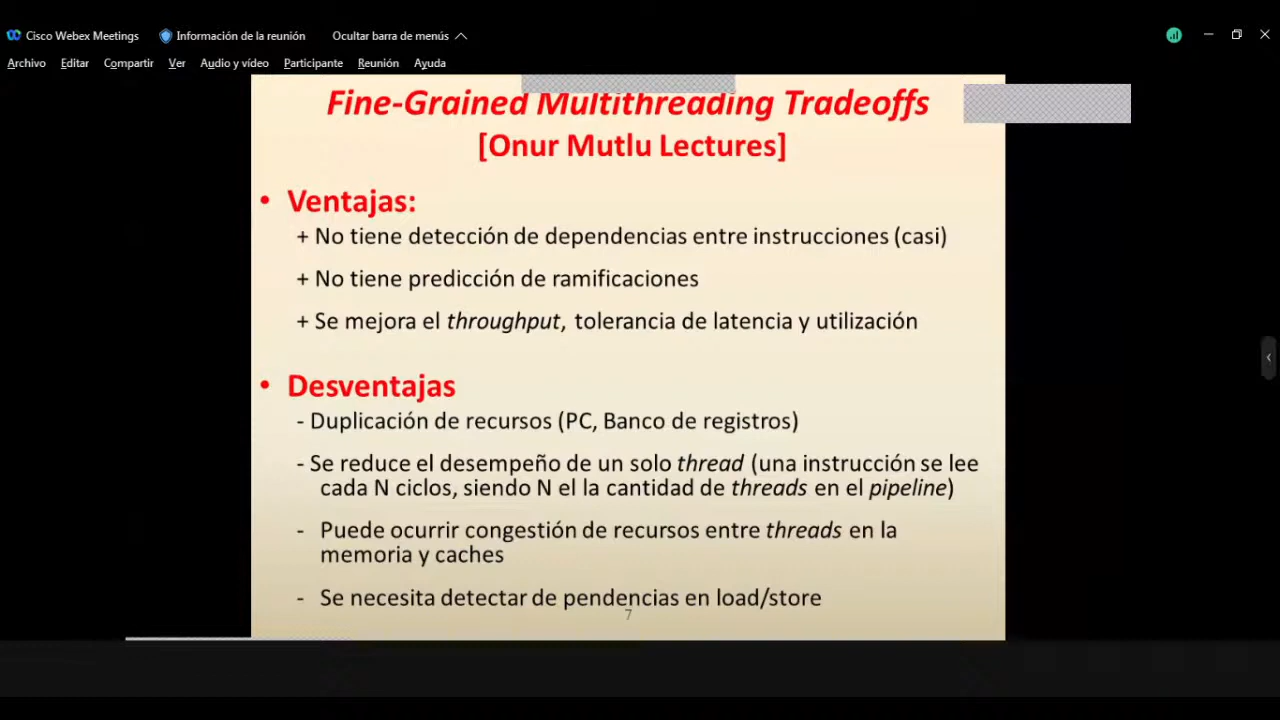 Cisco Webex Meetings Información de la reunión Ocultar barra de menús
Archivo Editar Compartir Ver Audio y vídeo Participante Reunión Ayuda
Fine-Grained Multithreading Tradeoffs
[Onur Mutlu Lectures]
• Ventajas:
+ No tiene detección de dependencias entre instrucciones (casi)
+ No tiene predicción de ramificaciones
+ Se mejora el throughput, tolerancia de latencia y utilización
• Desventajas
- Duplicación de recursos (PC, Banco de registros)
- Se reduce el desempeño de un solo thread (una instrucción se lee
cada N ciclos, siendo N el la cantidad de threads en el pipeline)
- Puede ocurrir congestión de recursos entre threads en la
memoria y caches
- Se necesita detectar de pendencias en load/store
7